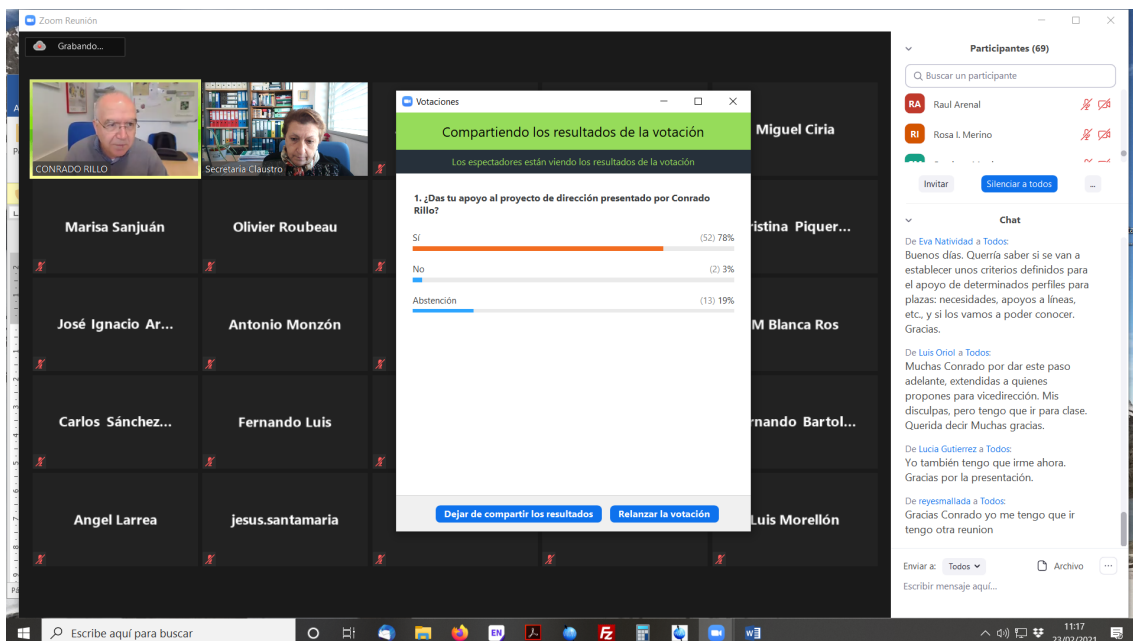 Zoom Reunión
Grabando...
CONRADO RILLO
Secretaria Claustro
Miguel Ciria
Marisa Sanjuán
Olivier Roubeau
ristina Piquer...
José Ignacio Ar...
Antonio Monzón
M Blanca Ros
Carlos Sánchez...
Fernando Luis
rnando Bartol...
Angel Larrea
jesus.santamaria
Luis Morellón
Votaciones
Compartiendo los resultados de la votación
Los espectadores están viendo los resultados de la votación
1. ¿Das tu apoyo al proyecto de dirección presentado por Conrado
Rillo?
Sí (52) 78%
No (2) 3%
Abstención (13) 19%
Dejar de compartir los resultados
Relanzar la votación
Participantes (69)
Buscar un participante
RA Raul Arenal
RI Rosa I. Merino
Invitar
Silenciar a todos
...
Chat
De Eva Natividad a Todos:
Buenos días. Querría saber si se van a
establecer unos criterios definidos para
el apoyo de determinados perfiles para
plazas: necesidades, apoyos a líneas,
etc., y si los vamos a poder conocer.
Gracias.
De Luis Oriol a Todos:
Muchas Conrado por dar este paso
adelante, extendidas a quienes
propones para vicedirección. Mis
disculpas, pero tengo que ir para clase.
Querida decir Muchas gracias.
De Lucía Gutierrez a Todos:
Yo también tengo que irme ahora.
Gracias por la presentación.
De reyesmallada a Todos:
Gracias Conrado yo me tengo que ir
tengo otra reunion
Enviar a: Todos
Archivo
...
Escribir mensaje aquí...
Escribe aquí para buscar
EN
11:17
23/02/2021